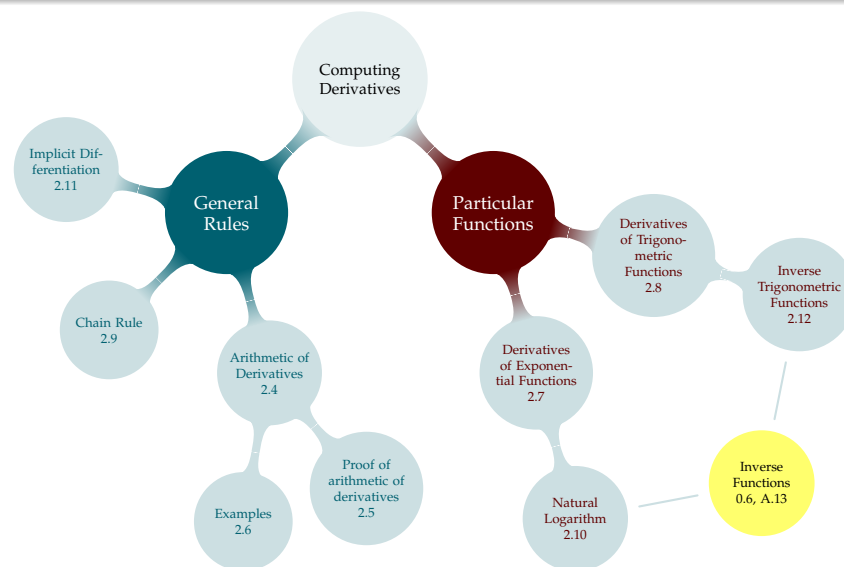 Computing
Derivatives
General
Rules
Implicit Dif-
ferentiation
2.11
Chain Rule
2.9
Arithmetic of
Derivatives
2.4
Examples
2.6
Proof of
arithmetic of
derivatives
2.5
Particular
Functions
Derivatives
of Trigono-
metric
Functions
2.8
Inverse
Trigonometric
Functions
2.12
Derivatives
of Exponen-
tial Functions
2.7
Natural
Logarithm
2.10
Inverse
Functions
0.6, A.13